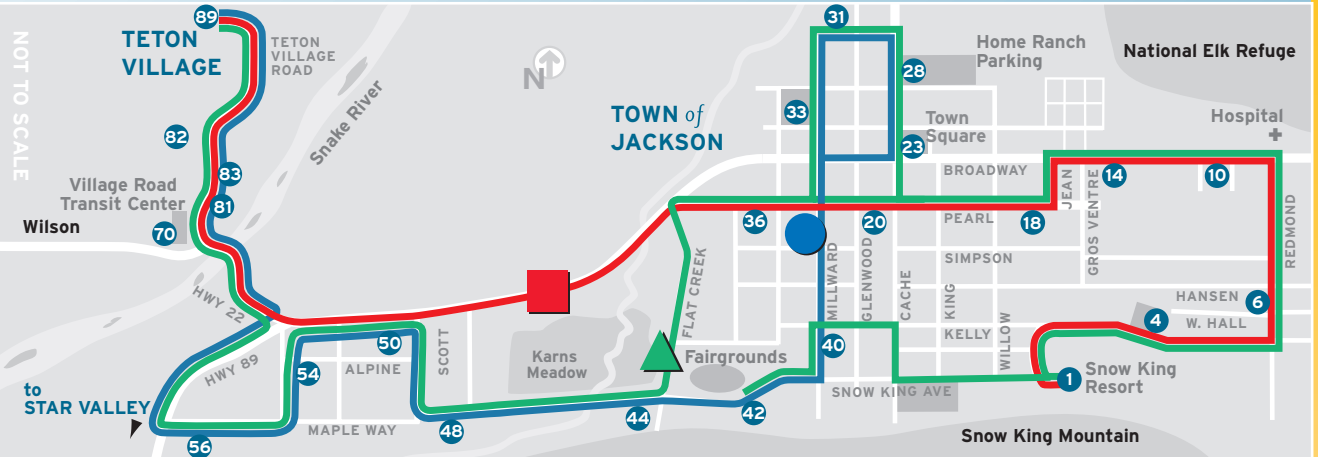 NOT TO SCALE
89
TETON
VILLAGE
TETON
VILLAGE
ROAD
82
83
Village Road
Transit Center
81
70
Wilson
Snake River
N
HWY 22
HWY 89
to
STAR VALLEY
56
54
50
ALPINE
MAPLE WAY
SCOTT
48
Karns
Meadow
44
FLAT CREEK
Fairgrounds
42
TOWN of
JACKSON
31
28
33
23
Home Ranch
Parking
Town
Square
National Elk Refuge
Hospital
BROADWAY
14
10
JEAN
GROS VENTRE
REDMOND
36
20
PEARL
18
MILLWARD
GLENWOOD
CACHE
KING
SIMPSON
WILLOW
KELLY
40
HANSEN
6
4
W. HALL
SNOW KING AVE
1
Snow King
Resort
Snow King Mountain